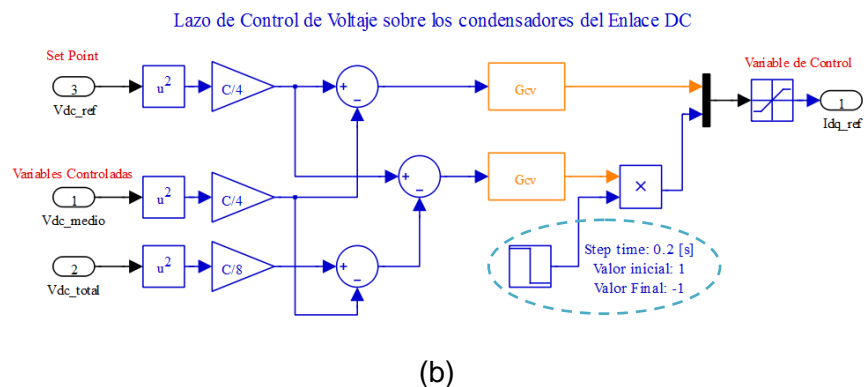 Lazo de Control de Voltaje sobre los condensadores del Enlace DC
Set Point
3
Vdc_ref
u²
C/4
+
−
Gcv
Variable de Control
1
Idq_ref
Variables Controladas
1
Vdc_medio
u²
C/4
+
−
Gcv
×
2
Vdc_total
u²
C/8
+
−
Step time: 0.2 [s]
Valor inicial: 1
Valor Final: -1
(b)